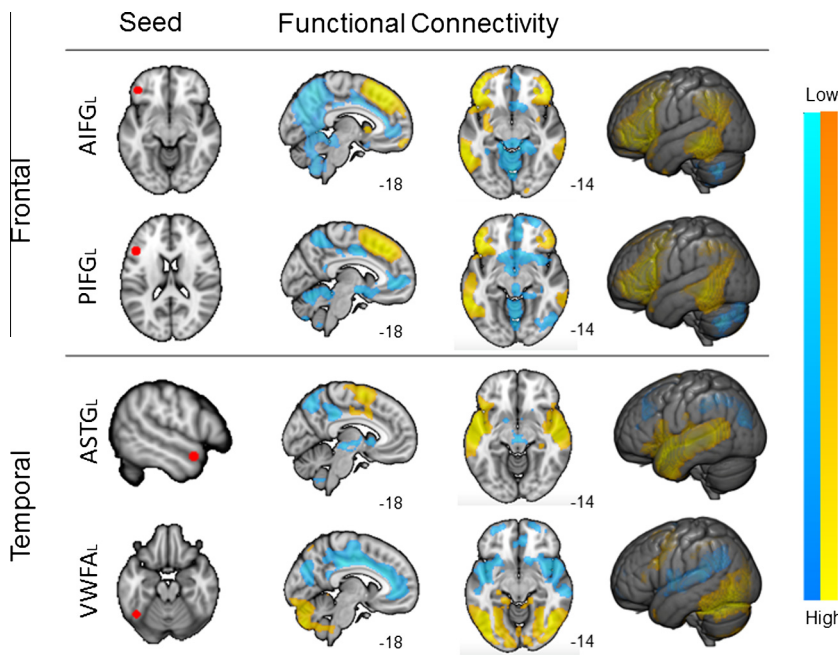 Seed
Functional Connectivity
Frontal
AIFGL
-18
-14
Low
PIFGL
-18
-14
Temporal
ASTGL
-18
-14
VWFAL
-18
-14
High